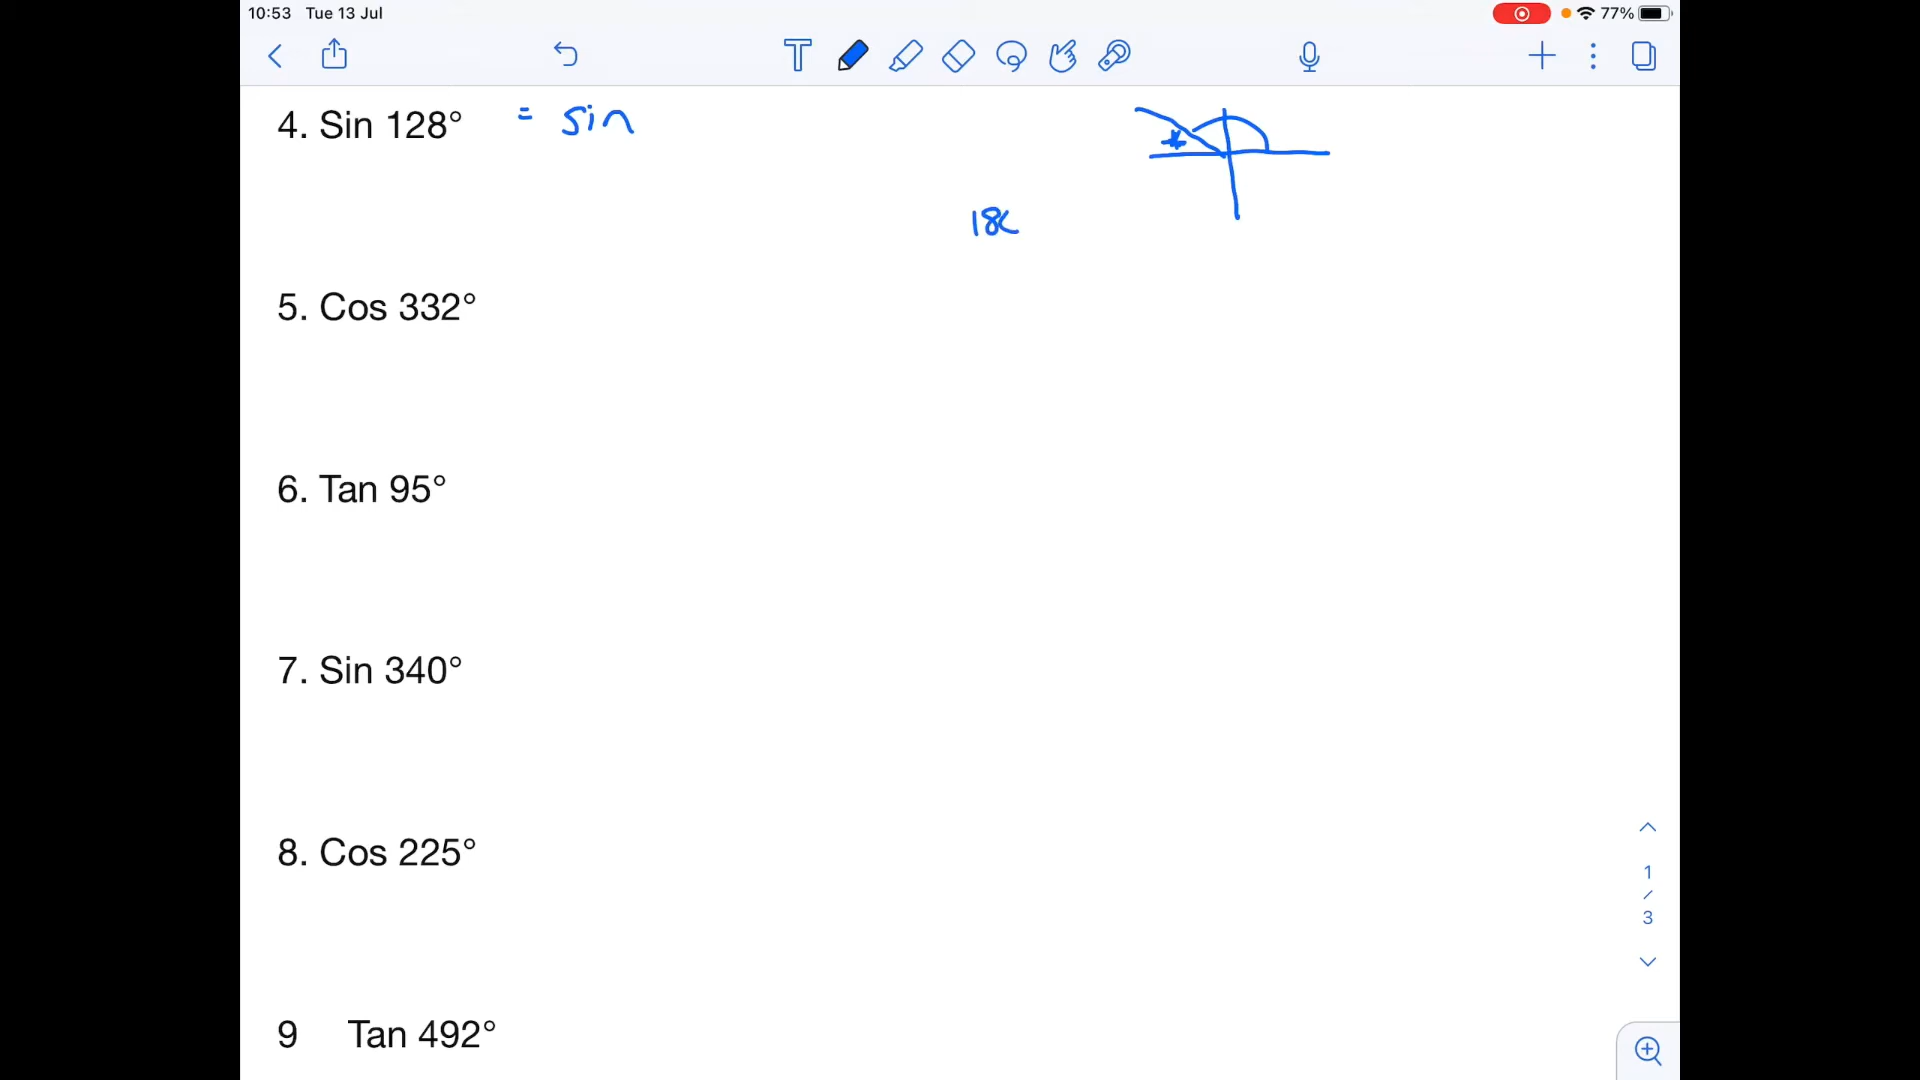 10:53 Tue 13 Jul 77%
4. Sin 128° = sin
18
5. Cos 332°
6. Tan 95°
7. Sin 340°
8. Cos 225°
1
/
3
9 Tan 492°